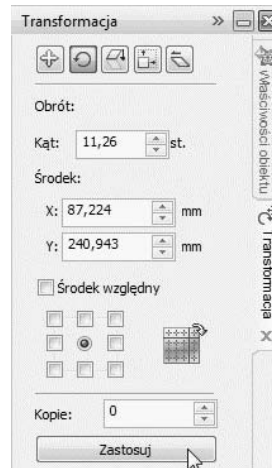 Transformacja
Obrót:
Kąt: 11,26 st.
Środek:
X: 87,224 mm
Y: 240,943 mm
Środek względny
Kopie: 0
Zastosuj
Właściwości obiektu
Transformacja